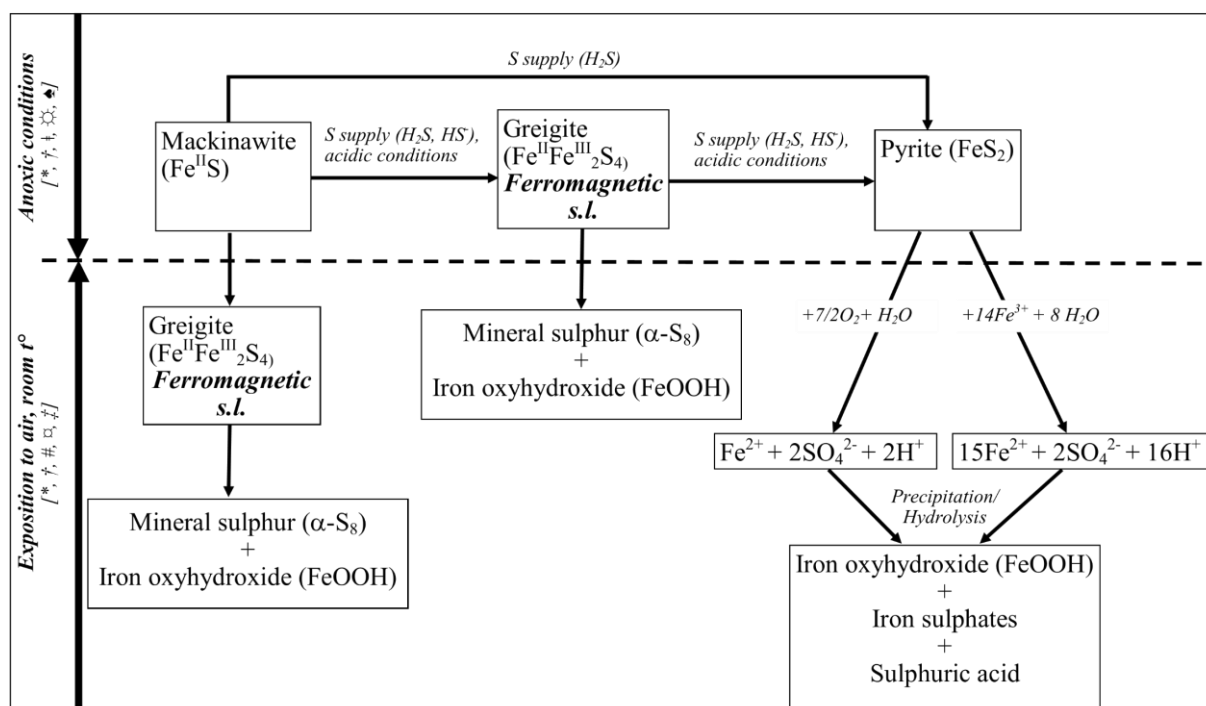 Anoxic conditions
[*, †, ‡, ☼, ♠]
S supply (H₂S)
Mackinawite
(FeᴵᴵS)
S supply (H₂S, HS⁻),
acidic conditions
Greigite
(FeᴵᴵFeᴵᴵᴵ₂S₄)
Ferromagnetic
s.l.
S supply (H₂S, HS⁻),
acidic conditions
Pyrite (FeS₂)
Exposition to air, room t°
[*, †, #, ¤, ‡]
Greigite
(FeᴵᴵFeᴵᴵᴵ₂S₄)
Ferromagnetic
s.l.
Mineral sulphur (α-S₈)
+
Iron oxyhydroxide (FeOOH)
Mineral sulphur (α-S₈)
+
Iron oxyhydroxide (FeOOH)
+7/2O₂+ H₂O
+14Fe³⁺ + 8 H₂O
Fe²⁺ + 2SO₄²⁻ + 2H⁺
15Fe²⁺ + 2SO₄²⁻ + 16H⁺
Precipitation/
Hydrolysis
Iron oxyhydroxide (FeOOH)
+
Iron sulphates
+
Sulphuric acid